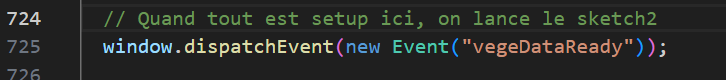 724 // Quand tout est setup ici, on lance le sketch2
725 window.dispatchEvent(new Event("vegeDataReady"));
726